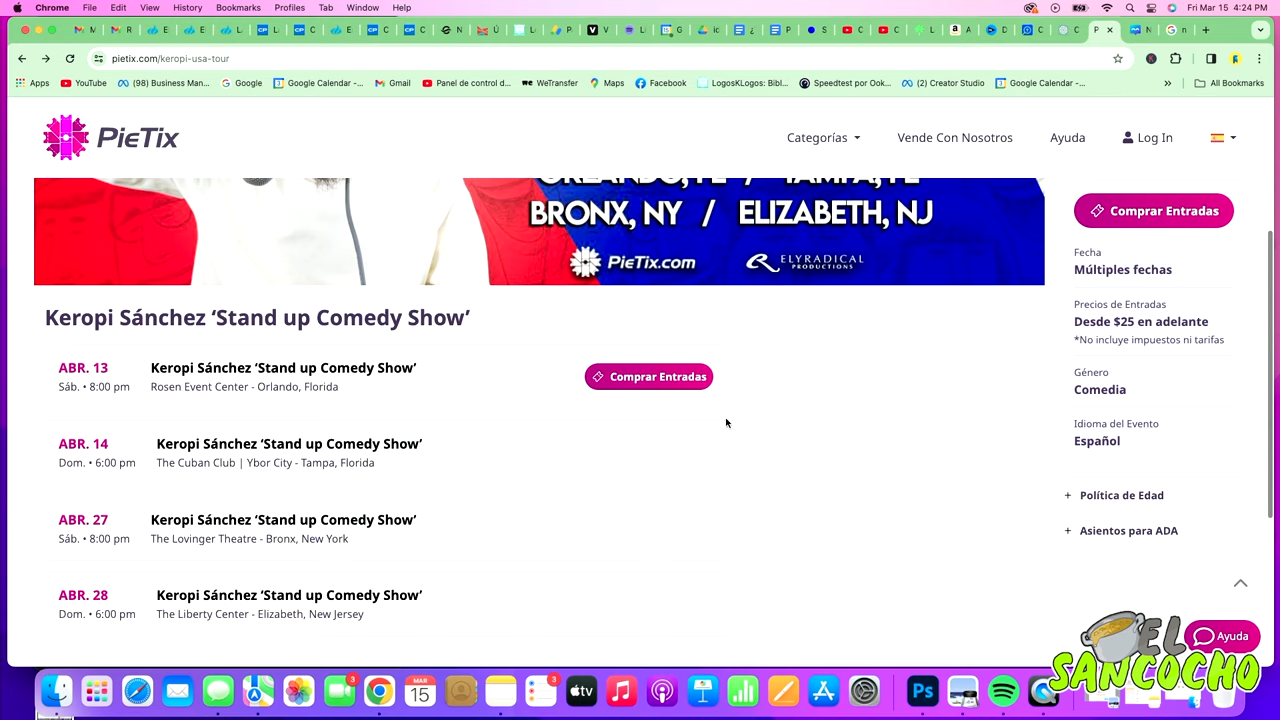 Chrome File Edit View History Bookmarks Profiles Tab Window Help Fri Mar 15 4:24 PM
pietix.com/keropi-usa-tour
Apps YouTube (98) Business Man... Google Google Calendar -... Gmail Panel de control d... WeTransfer Maps Facebook LogosKLogos: Bibl... Speedtest por Ook... (2) Creator Studio Google Calendar -... » All Bookmarks
PieTix Categorías Vende Con Nosotros Ayuda Log In
ORLANDO, FL / TAMPA, FL
BRONX, NY / ELIZABETH, NJ
PieTix.com ELYRADICAL
PRODUCTIONS
Comprar Entradas
Fecha
Múltiples fechas
Precios de Entradas
Desde $25 en adelante
*No incluye impuestos ni tarifas
Género
Comedia
Idioma del Evento
Español
+ Política de Edad
+ Asientos para ADA
Keropi Sánchez ‘Stand up Comedy Show’
ABR. 13 Keropi Sánchez ‘Stand up Comedy Show’
Sáb. • 8:00 pm Rosen Event Center - Orlando, Florida
Comprar Entradas
ABR. 14 Keropi Sánchez ‘Stand up Comedy Show’
Dom. • 6:00 pm The Cuban Club | Ybor City - Tampa, Florida
ABR. 27 Keropi Sánchez ‘Stand up Comedy Show’
Sáb. • 8:00 pm The Lovinger Theatre - Bronx, New York
ABR. 28 Keropi Sánchez ‘Stand up Comedy Show’
Dom. • 6:00 pm The Liberty Center - Elizabeth, New Jersey
Ayuda
EL
SANCOCHO
3 MAR 15 3 tv Ps